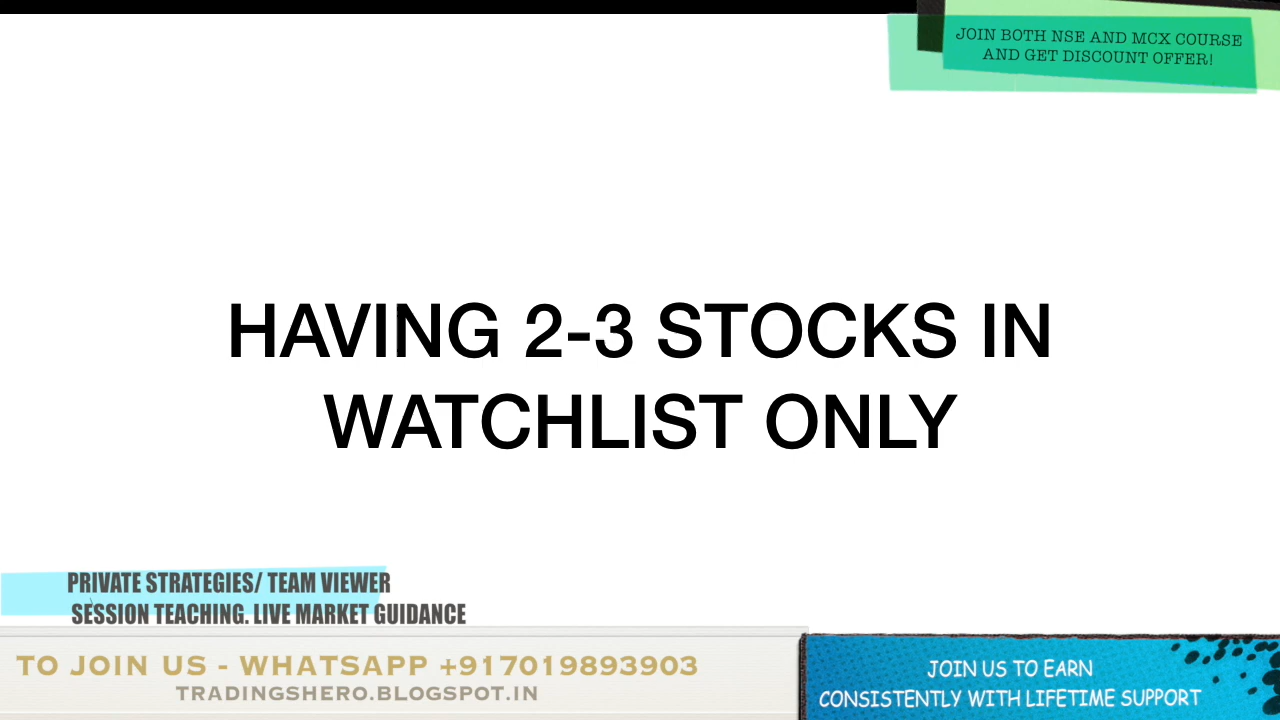 JOIN BOTH NSE AND MCX COURSE
AND GET DISCOUNT OFFER!
HAVING 2-3 STOCKS IN
WATCHLIST ONLY
PRIVATE STRATEGIES/ TEAM VIEWER
SESSION TEACHING. LIVE MARKET GUIDANCE
TO JOIN US - WHATSAPP +917019893903
TRADINGSHERO.BLOGSPOT.IN
JOIN US TO EARN
CONSISTENTLY WITH LIFETIME SUPPORT